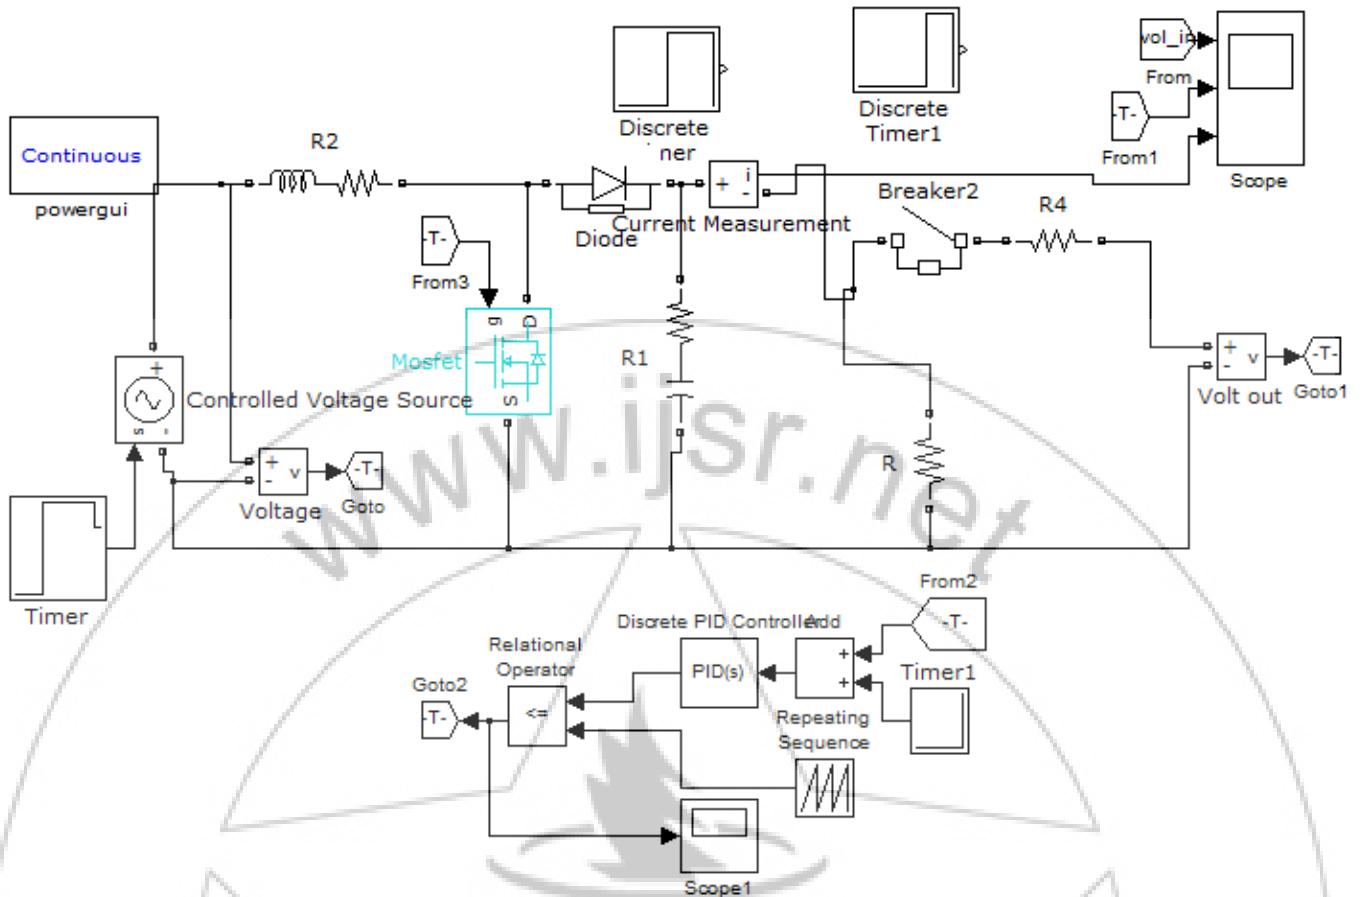 Continuous
powergui
R2
Discrete
ner
Discrete
Timer1
vol_in
From
-T-
From1
Scope
i
+
-
Current Measurement
Diode
Breaker2
R4
-T-
From3
g
D
S
Mosfet
R1
+
s
-
Controlled Voltage Source
+
-
v
Voltage
-T-
Goto
Timer
R
+
-
v
Volt out
-T-
Goto1
www.ijsr.net
From2
-T-
Discrete PID Controller
Add
PID(s)
+
+
Timer1
Relational
Operator
<=
Goto2
-T-
Repeating
Sequence
Scope1